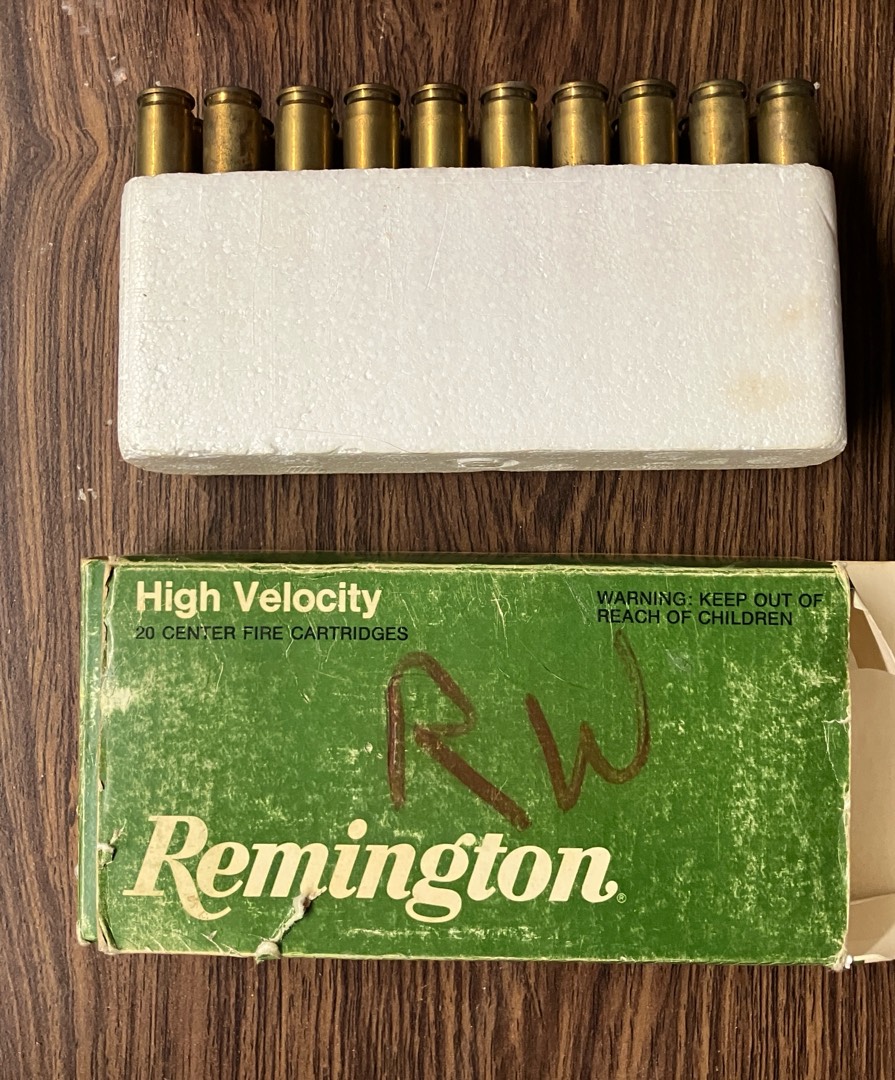 High Velocity
20 CENTER FIRE CARTRIDGES
WARNING: KEEP OUT OF
REACH OF CHILDREN
RW
Remington®